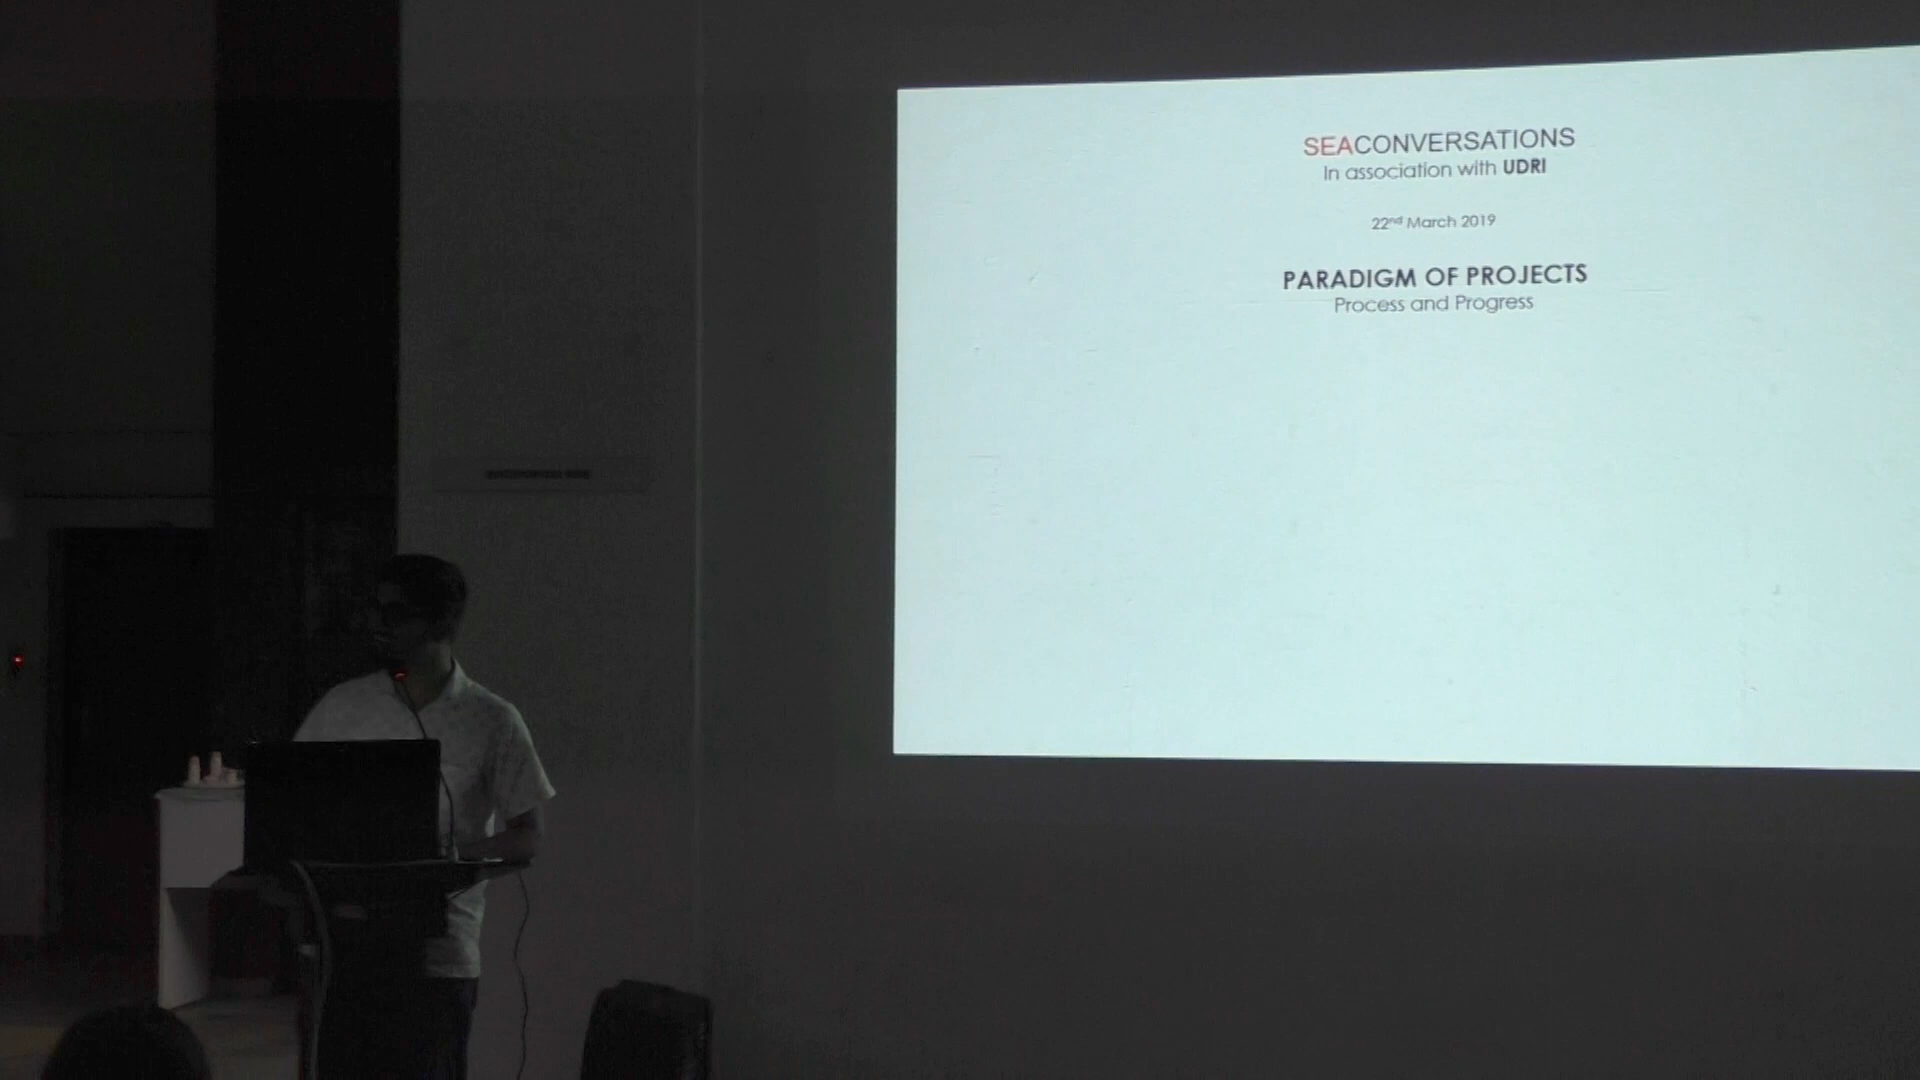 SEACONVERSATIONS
In association with UDRI
22nd March 2019
PARADIGM OF PROJECTS
Process and Progress